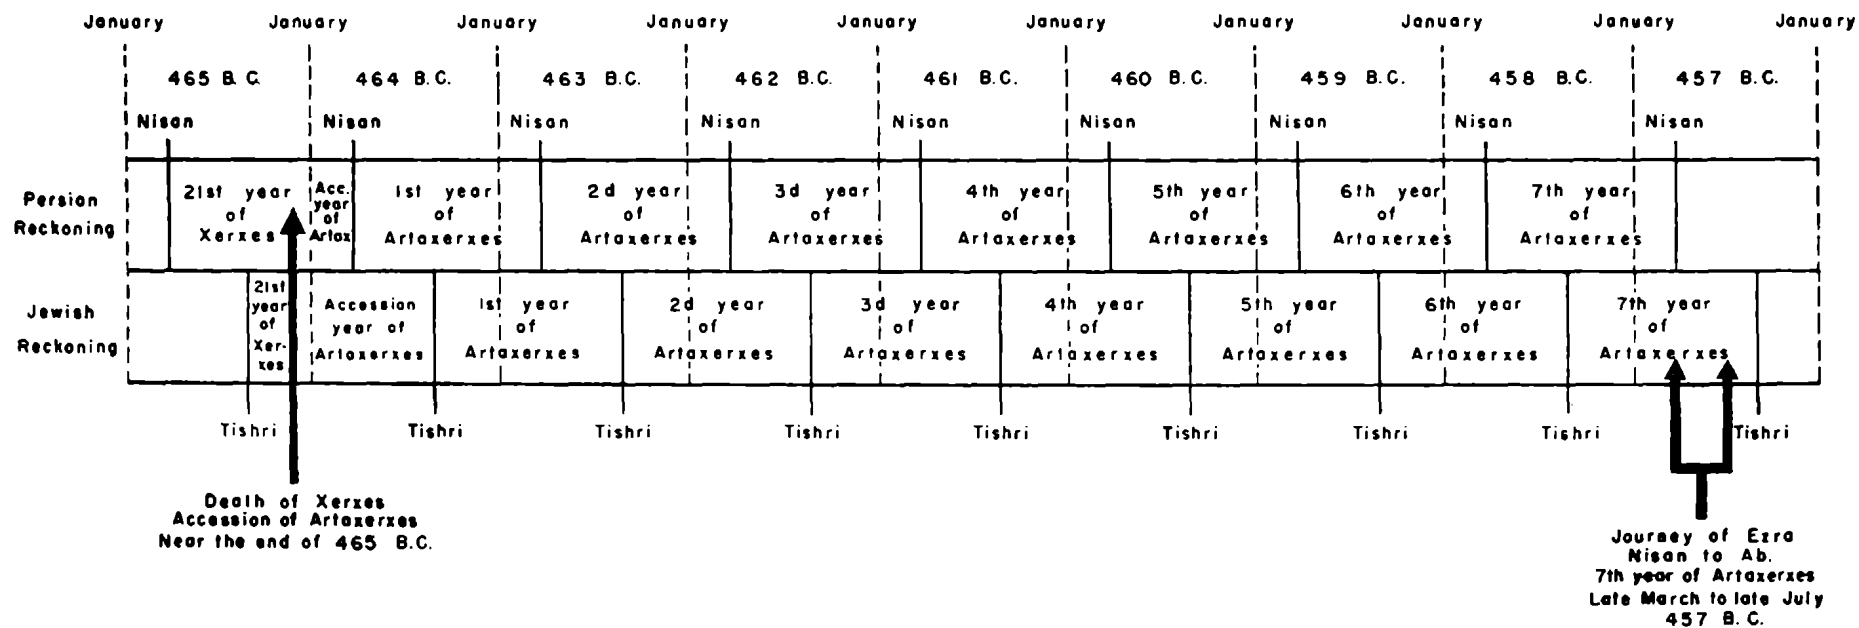 January January January January January January January January January January
465 B.C. 464 B.C. 463 B.C. 462 B.C. 461 B.C. 460 B.C. 459 B.C. 458 B.C. 457 B.C.
Nisan Nisan Nisan Nisan Nisan Nisan Nisan Nisan Nisan
Persian
Reckoning
21st year
of
Xerxes
Acc.
year
of
Artax
1st year
of
Artaxerxes
2d year
of
Artaxerxes
3d year
of
Artaxerxes
4th year
of
Artaxerxes
5th year
of
Artaxerxes
6th year
of
Artaxerxes
7th year
of
Artaxerxes
Jewish
Reckoning
21st
year
of
Xer-
xes
Accession
year of
Artaxerxes
1st year
of
Artaxerxes
2d year
of
Artaxerxes
3d year
of
Artaxerxes
4th year
of
Artaxerxes
5th year
of
Artaxerxes
6th year
of
Artaxerxes
7th year
of
Artaxerxes
Tishri Tishri Tishri Tishri Tishri Tishri Tishri Tishri Tishri
Death of Xerxes
Accession of Artaxerxes
Near the end of 465 B.C.
Journey of Ezra
Nisan to Ab.
7th year of Artaxerxes
Late March to late July
457 B.C.